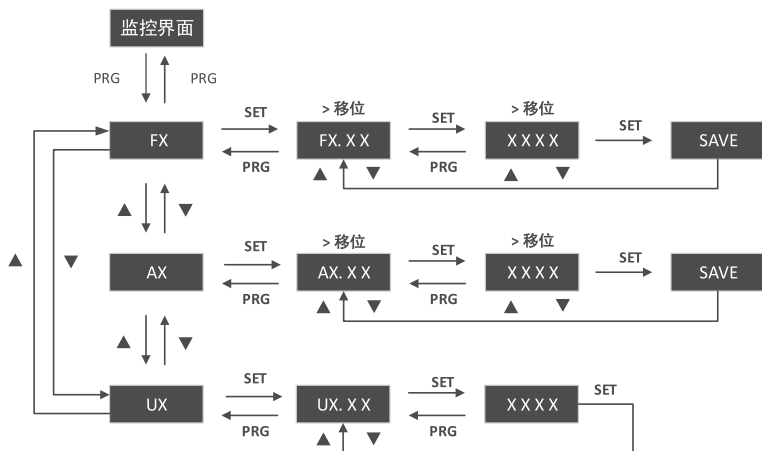 监控界面
PRG PRG
> 移位 > 移位
FX SET FX. X X SET X X X X SET SAVE
PRG PRG
▲ ▼ ▲ ▼
▲ ▼
> 移位 > 移位
▲ ▼
AX SET AX. X X SET X X X X SET SAVE
PRG PRG
▲ ▼ ▲ ▼
▲ ▼
UX SET UX. X X SET X X X X SET
PRG PRG
▲ ▼